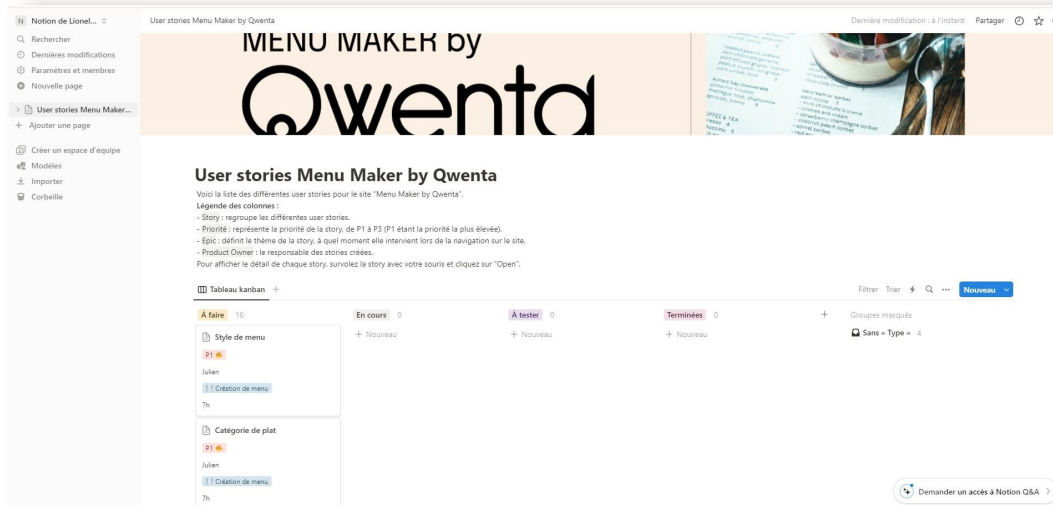 N Notion de Lionel...
Rechercher
Dernières modifications
Paramètres et membres
Nouvelle page
User stories Menu Maker...
Ajouter une page
Créer un espace d'équipe
Modèles
Importer
Corbeille
User stories Menu Maker by Qwenta
Dernière modification : à l'instant
Partager
MENU MAKER by
Qwenta
User stories Menu Maker by Qwenta
Voici la liste des différentes user stories pour le site "Menu Maker by Qwenta".
Légende des colonnes :
- Story : regroupe les différentes user stories.
- Priorité : représente la priorité de la story, de P1 à P3 (P1 étant la priorité la plus élevée).
- Epic : définit le thème de la story, à quel moment elle intervient lors de la navigation sur le site.
- Product Owner : le responsable des stories créées.
Pour afficher le détail de chaque story, survolez la story avec votre souris et cliquez sur "Open".
Tableau kanban
Filtrer Trier
Nouveau
À faire 16
En cours 0
À tester 0
Terminées 0
Groupes masqués
+ Nouveau
+ Nouveau
+ Nouveau
Sans « Type » 4
Style de menu
P1
Julien
Création de menu
7h
Catégorie de plat
P1
Julien
Création de menu
7h
Demander un accès à Notion Q&A